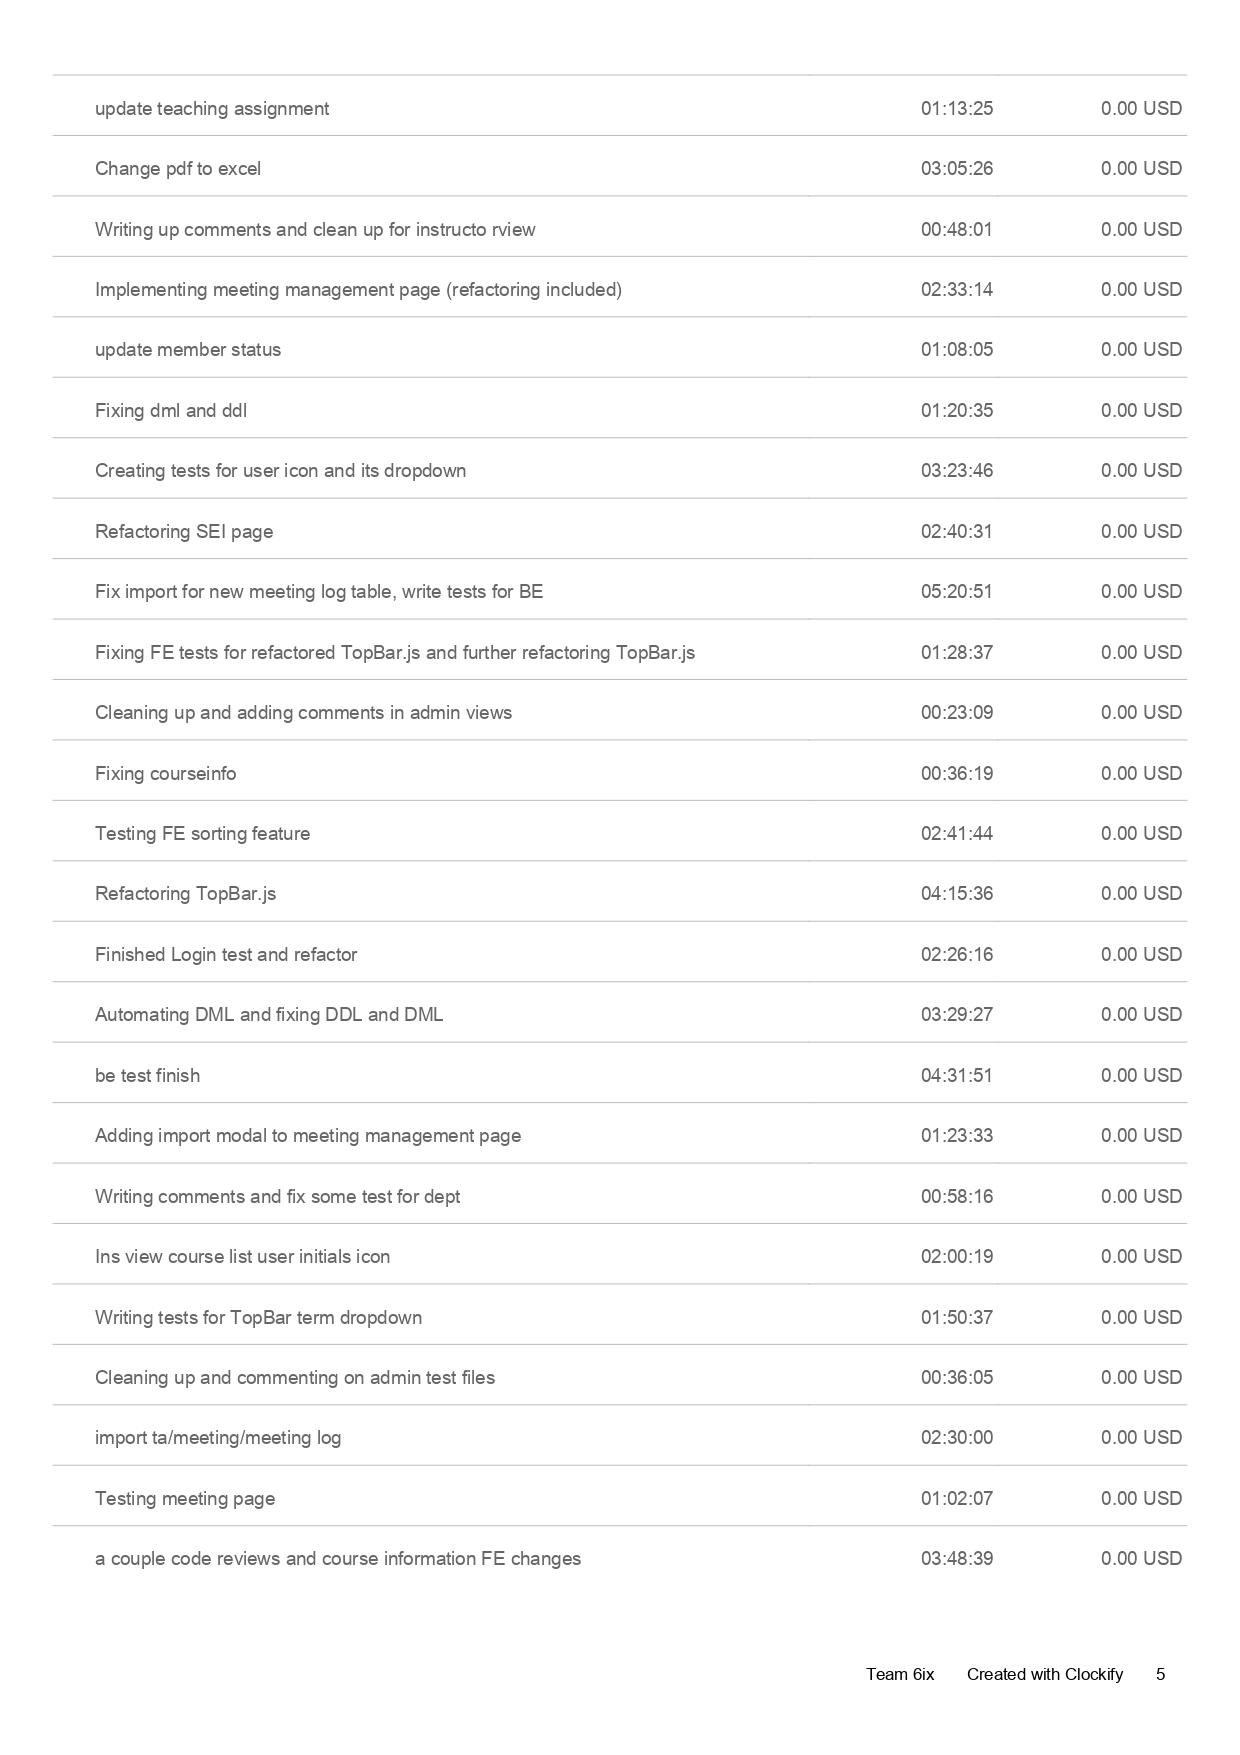 update teaching assignment 01:13:25 0.00 USD
Change pdf to excel 03:05:26 0.00 USD
Writing up comments and clean up for instructo rview 00:48:01 0.00 USD
Implementing meeting management page (refactoring included) 02:33:14 0.00 USD
update member status 01:08:05 0.00 USD
Fixing dml and ddl 01:20:35 0.00 USD
Creating tests for user icon and its dropdown 03:23:46 0.00 USD
Refactoring SEI page 02:40:31 0.00 USD
Fix import for new meeting log table, write tests for BE 05:20:51 0.00 USD
Fixing FE tests for refactored TopBar.js and further refactoring TopBar.js 01:28:37 0.00 USD
Cleaning up and adding comments in admin views 00:23:09 0.00 USD
Fixing courseinfo 00:36:19 0.00 USD
Testing FE sorting feature 02:41:44 0.00 USD
Refactoring TopBar.js 04:15:36 0.00 USD
Finished Login test and refactor 02:26:16 0.00 USD
Automating DML and fixing DDL and DML 03:29:27 0.00 USD
be test finish 04:31:51 0.00 USD
Adding import modal to meeting management page 01:23:33 0.00 USD
Writing comments and fix some test for dept 00:58:16 0.00 USD
Ins view course list user initials icon 02:00:19 0.00 USD
Writing tests for TopBar term dropdown 01:50:37 0.00 USD
Cleaning up and commenting on admin test files 00:36:05 0.00 USD
import ta/meeting/meeting log 02:30:00 0.00 USD
Testing meeting page 01:02:07 0.00 USD
a couple code reviews and course information FE changes 03:48:39 0.00 USD
Team 6ix Created with Clockify 5